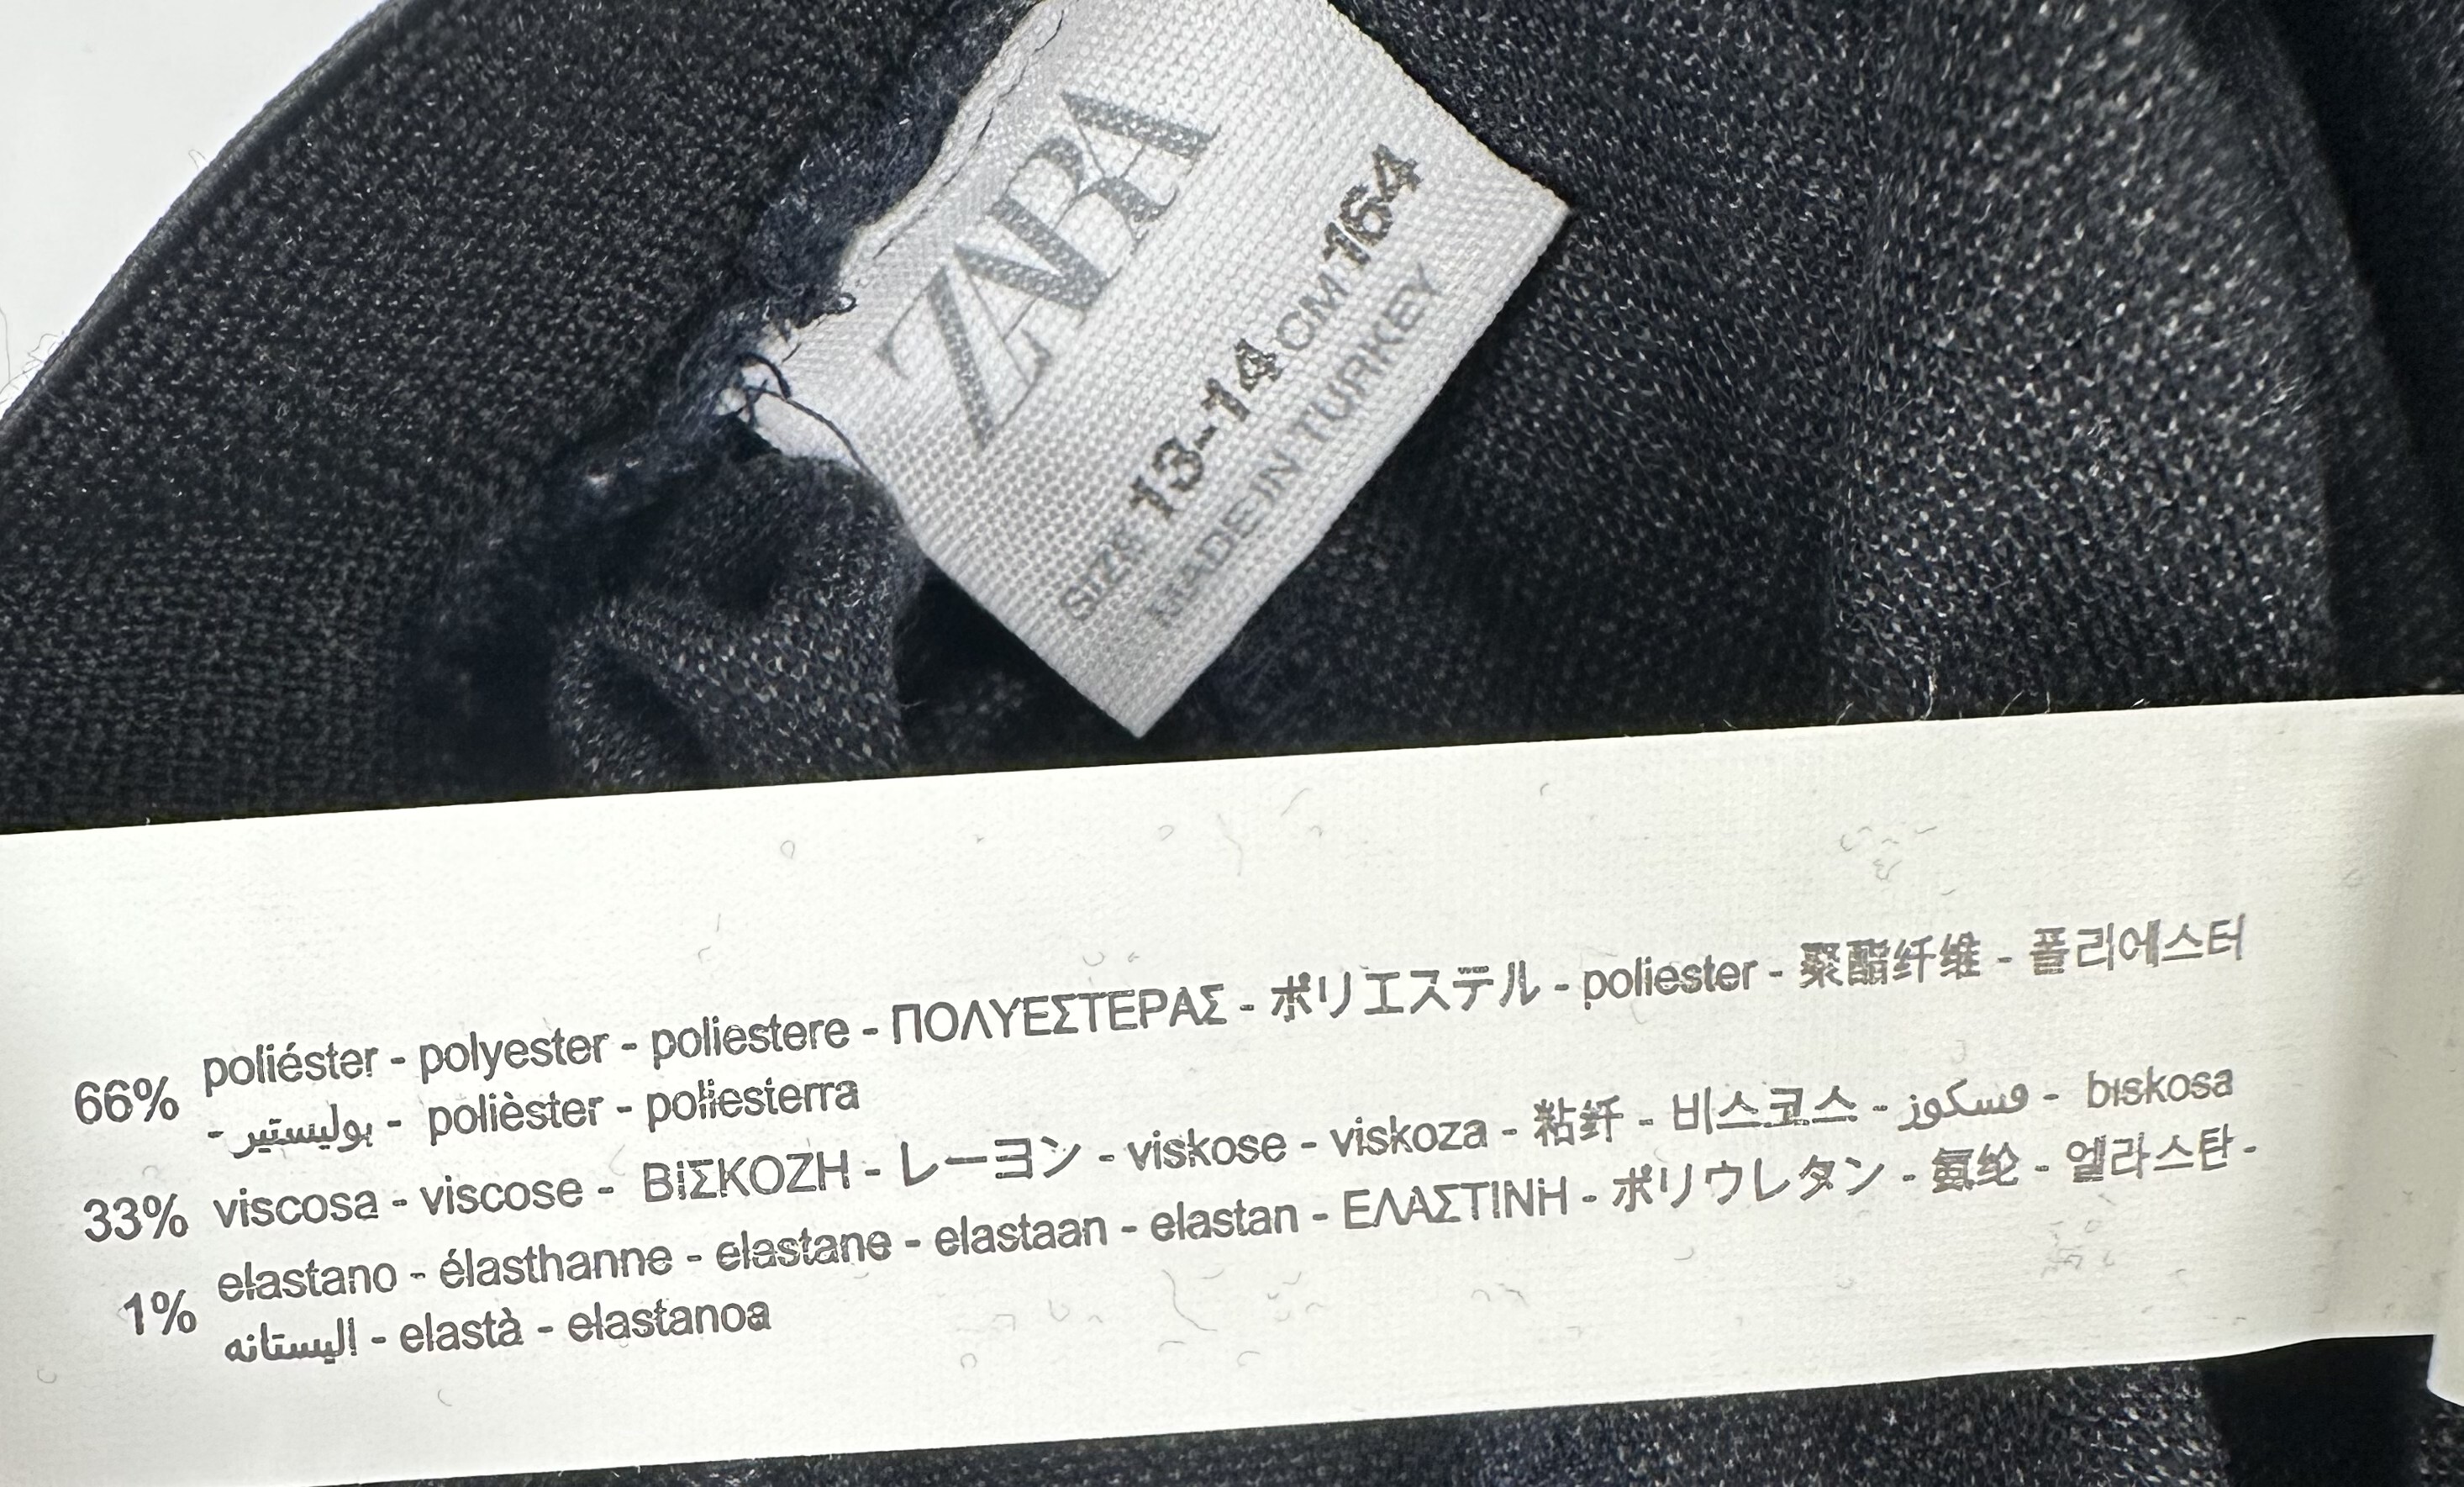 ZARA
SIZE 13-14 CM 164
MADE IN TURKEY
66% poliéster - polyester - poliestere - ΠΟΛΥΕΣΤΕΡΑΣ - ポリエステル - poliester - 聚酯纤维 - 폴리에스터
- بوليستير - polièster - poliesterra
33% viscosa - viscose - ΒΙΣΚΟΖΗ - レーヨン - viskose - viskoza - 粘纤 - 비스코스 - فسكوز - biskosa
1% elastano - élasthanne - elastane - elastaan - elastan - ΕΛΑΣΤΙΝΗ - ポリウレタン - 氨纶 - 엘라스탄 -
اليستانه - elastà - elastanoa